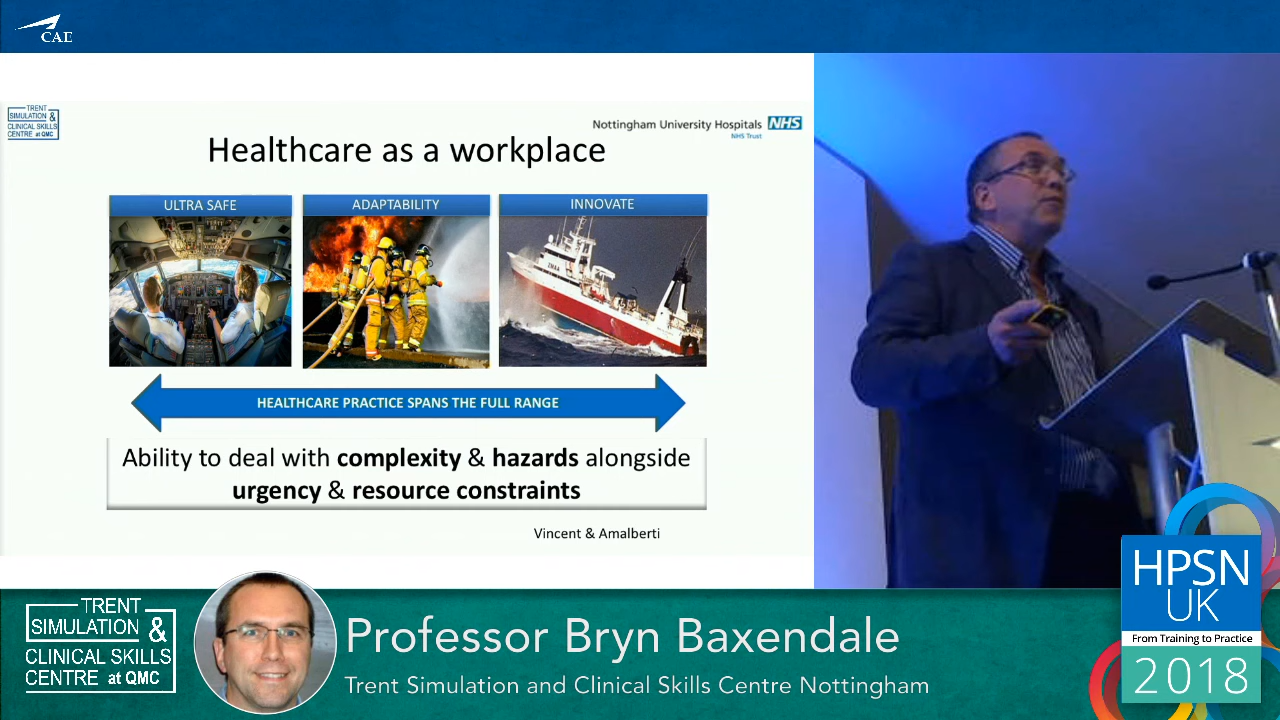 CAE
TRENT
SIMULATION &
CLINICAL SKILLS
CENTRE at QMC
Nottingham University Hospitals NHS
NHS Trust
Healthcare as a workplace
ULTRA SAFE
ADAPTABILITY
INNOVATE
HEALTHCARE PRACTICE SPANS THE FULL RANGE
Ability to deal with complexity & hazards alongside
urgency & resource constraints
Vincent & Amalberti
TRENT
SIMULATION &
CLINICAL SKILLS
CENTRE at QMC
Professor Bryn Baxendale
Trent Simulation and Clinical Skills Centre Nottingham
HPSN
UK
From Training to Practice
2018